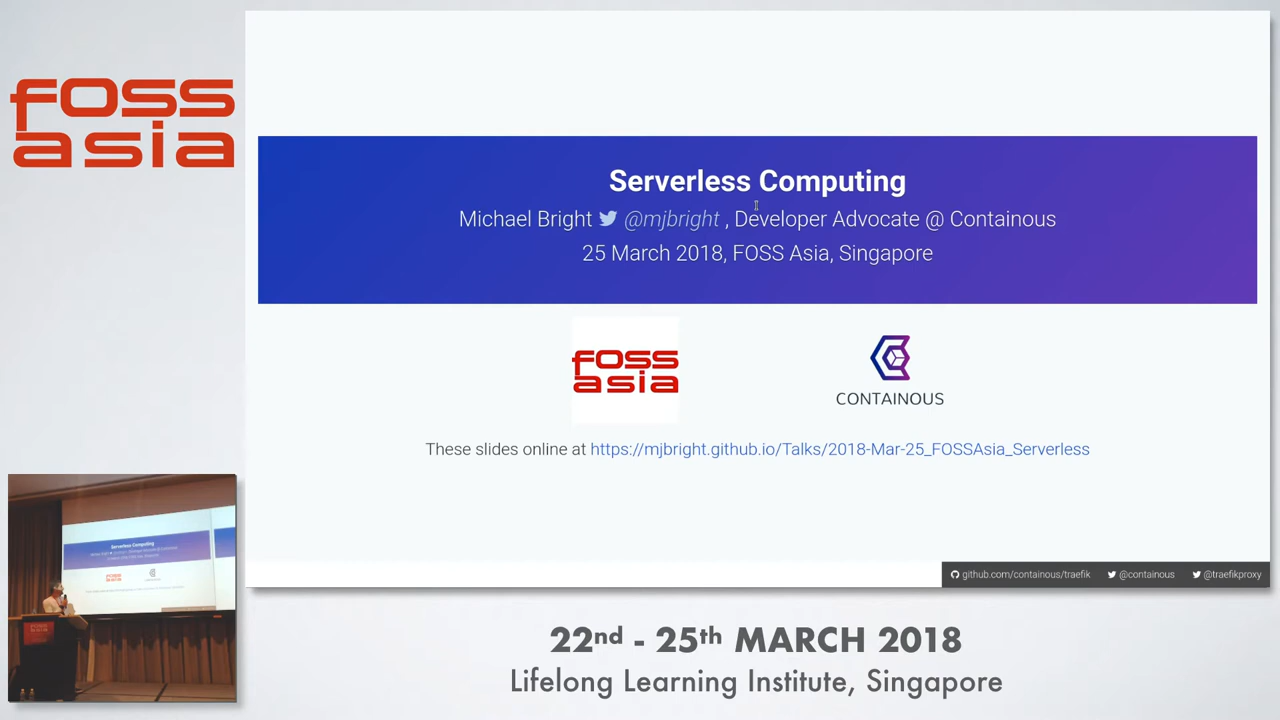 foss
asia
Serverless Computing
Michael Bright @mjbright , Developer Advocate @ Containous
25 March 2018, FOSS Asia, Singapore
foss
asia
CONTAINOUS
These slides online at https://mjbright.github.io/Talks/2018-Mar-25_FOSSAsia_Serverless
github.com/containous/traefik @containous @traefikproxy
Serverless Computing
22nd - 25th MARCH 2018
Lifelong Learning Institute, Singapore